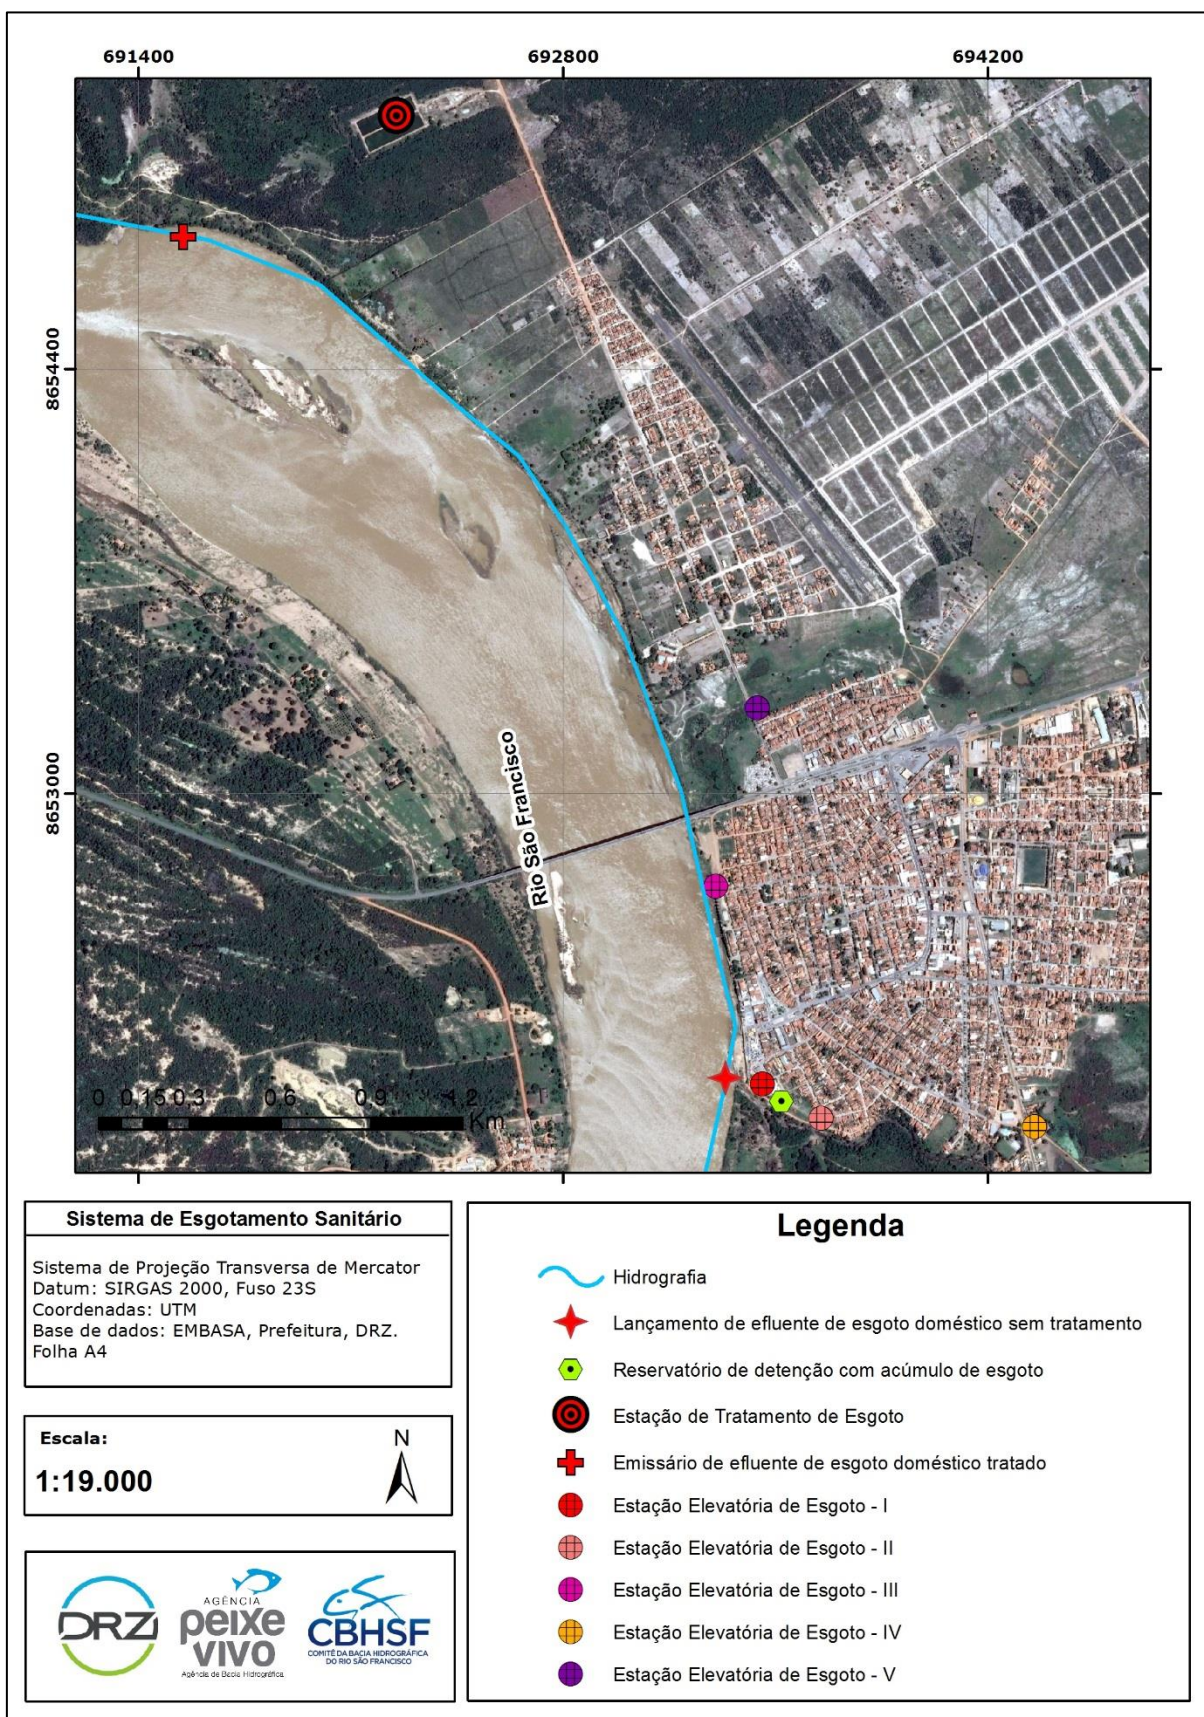 691400 692800 694200
8654400
8653000
Rio São Francisco
0 0,15 0,3 0,6 0,9 1,2
Km
Sistema de Esgotamento Sanitário
Sistema de Projeção Transversa de Mercator
Datum: SIRGAS 2000, Fuso 23S
Coordenadas: UTM
Base de dados: EMBASA, Prefeitura, DRZ.
Folha A4
Escala:
1:19.000
N
DRZ
AGÊNCIA
peixe
vivo
Agência de Bacia Hidrográfica
CBHSF
COMITÊ DA BACIA HIDROGRÁFICA
DO RIO SÃO FRANCISCO
Legenda
Hidrografia
Lançamento de efluente de esgoto doméstico sem tratamento
Reservatório de detenção com acúmulo de esgoto
Estação de Tratamento de Esgoto
Emissário de efluente de esgoto doméstico tratado
Estação Elevatória de Esgoto - I
Estação Elevatória de Esgoto - II
Estação Elevatória de Esgoto - III
Estação Elevatória de Esgoto - IV
Estação Elevatória de Esgoto - V